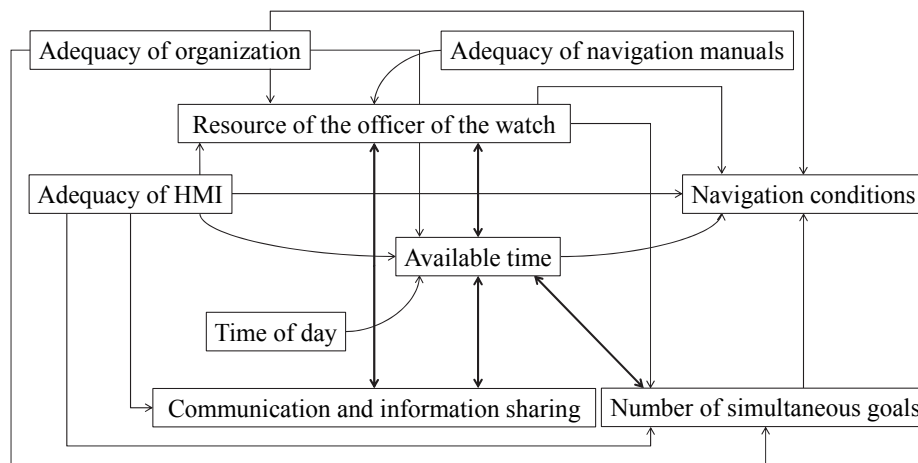 Adequacy of organization
Adequacy of navigation manuals
Resource of the officer of the watch
Adequacy of HMI
Navigation conditions
Available time
Time of day
Communication and information sharing
Number of simultaneous goals